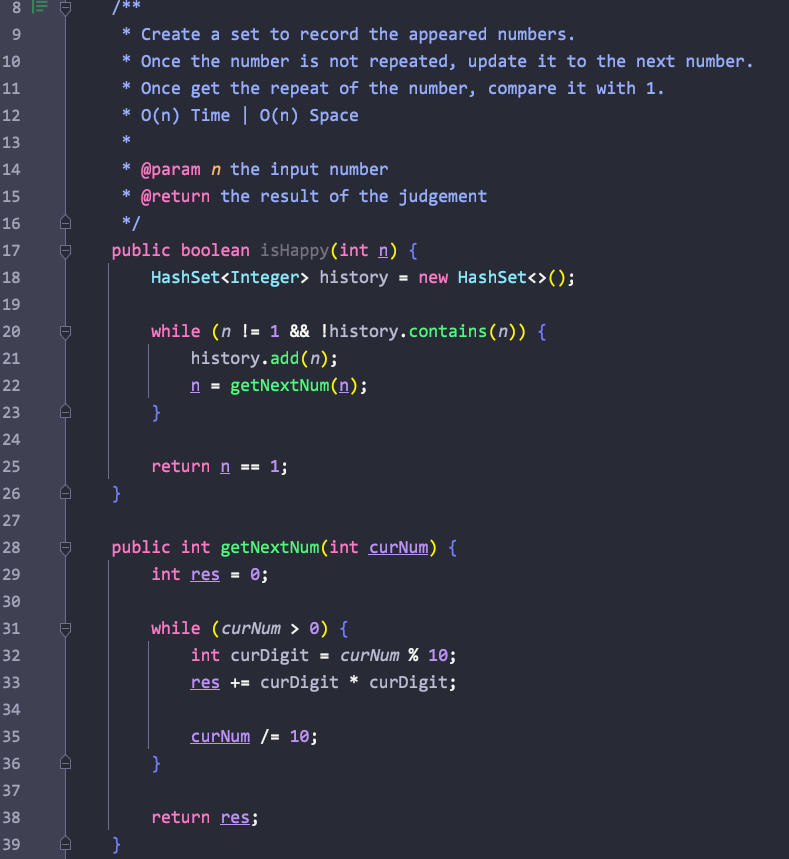 8 /**
9 * Create a set to record the appeared numbers.
10 * Once the number is not repeated, update it to the next number.
11 * Once get the repeat of the number, compare it with 1.
12 * O(n) Time | O(n) Space
13 *
14 * @param n the input number
15 * @return the result of the judgement
16 */
17 public boolean isHappy(int n) {
18 HashSet<Integer> history = new HashSet<>();
19
20 while (n != 1 && !history.contains(n)) {
21 history.add(n);
22 n = getNextNum(n);
23 }
24
25 return n == 1;
26 }
27
28 public int getNextNum(int curNum) {
29 int res = 0;
30
31 while (curNum > 0) {
32 int curDigit = curNum % 10;
33 res += curDigit * curDigit;
34
35 curNum /= 10;
36 }
37
38 return res;
39 }